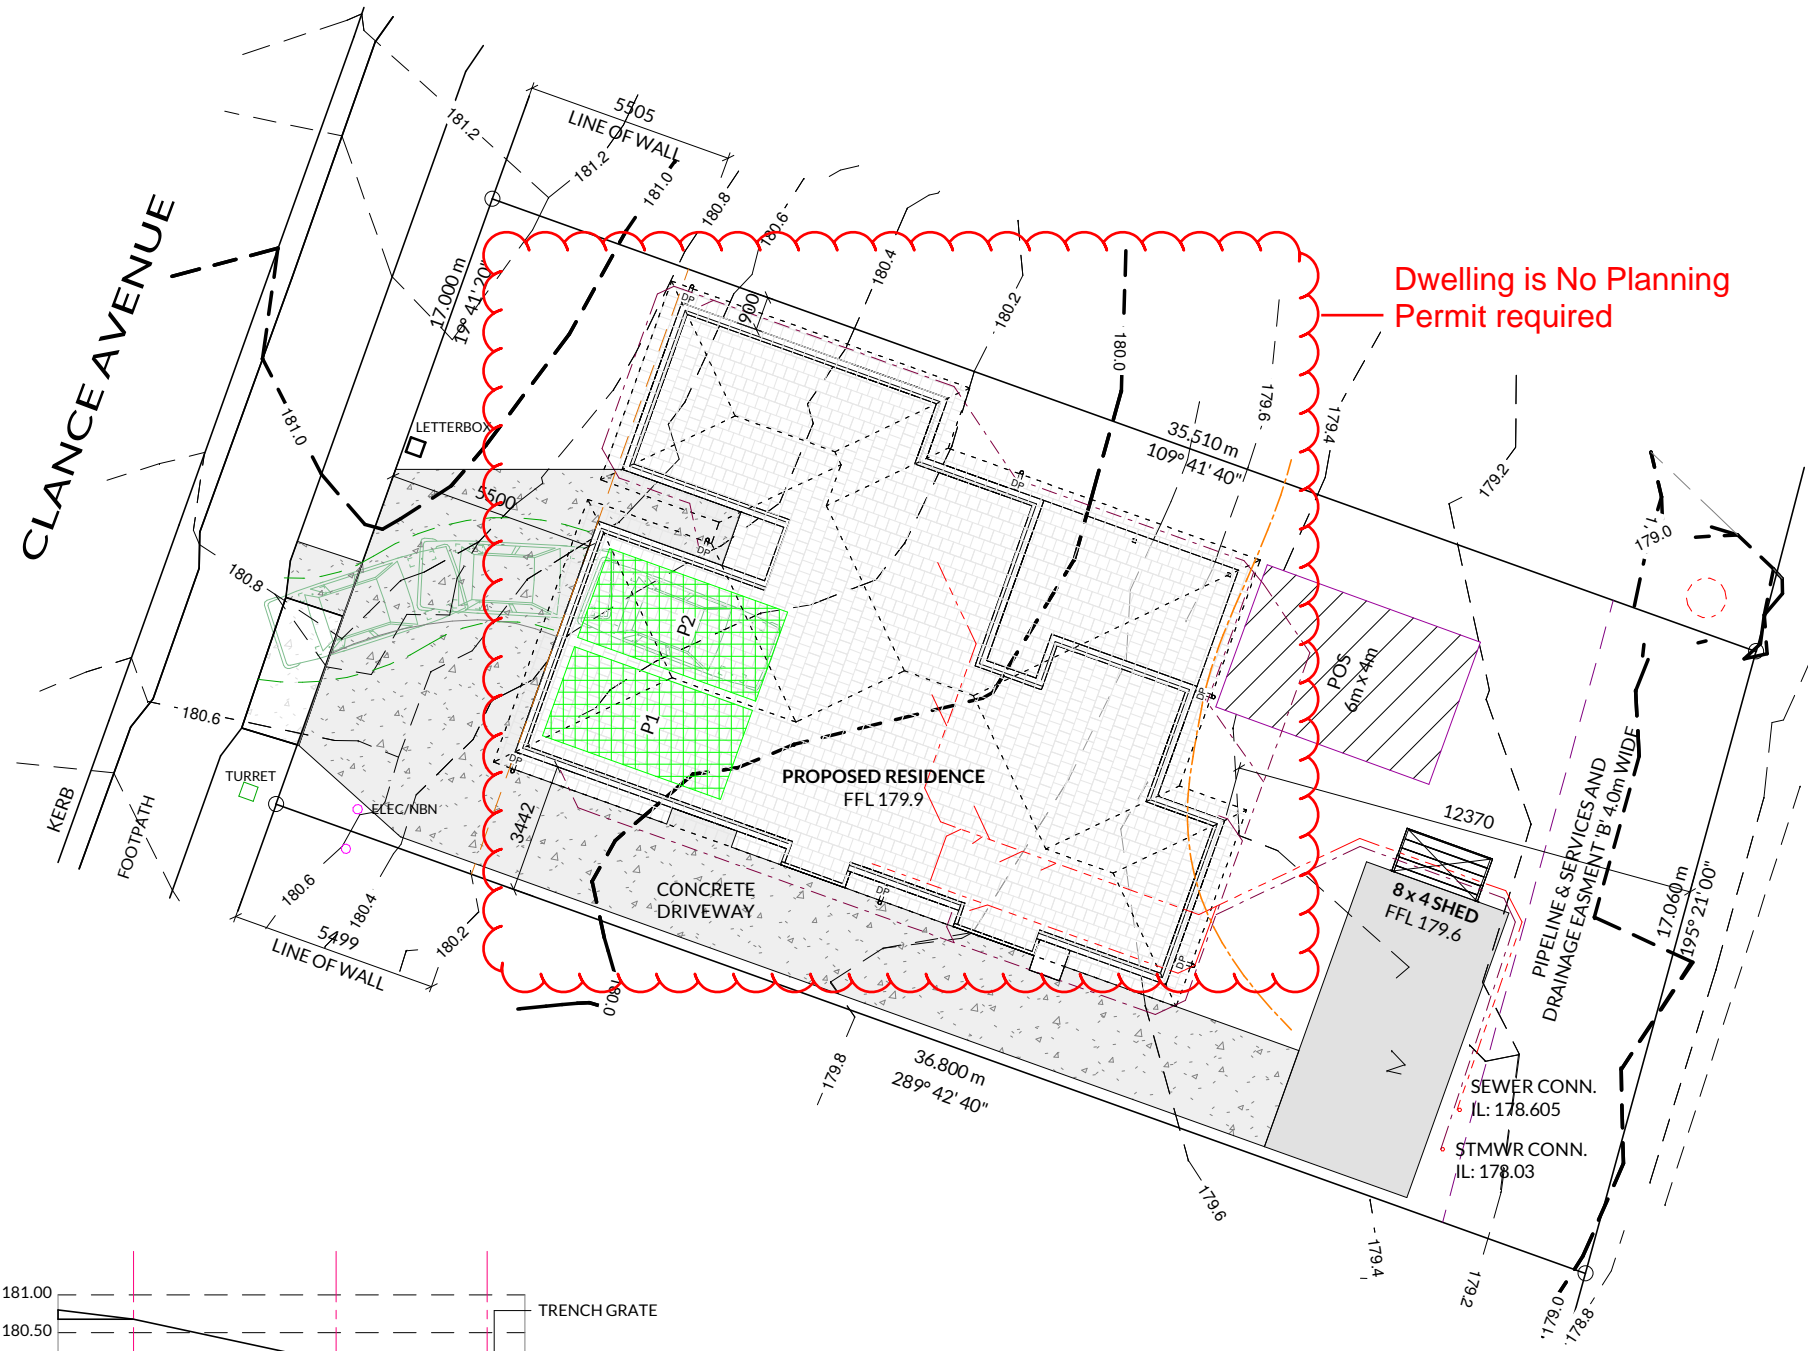 5505
LINE OF WALL
181.2
181.2
181.0
180.8
180.6
180.4
180.2
CLANCE AVENUE
17.000 m
19° 41' 20"
Dwelling is No Planning
Permit required
DP
900
180.0
179.6
179.4
181.0
LETTERBOX
35.510 m
109° 41' 40"
179.2
5500
DP
179.0
DP
180.8
P2
POS
6m x 4m
P1
DP
180.6
TURRET
DP
PROPOSED RESIDENCE
FFL 179.9
KERB
FOOTPATH
ELEC/NBN
3442
12370
PIPELINE & SERVICES AND
DRAINAGE EASMENT 'B' 4.0m WIDE
17.060 m
195° 21' 00"
CONCRETE
DRIVEWAY
DP
8 x 4 SHED
FFL 179.6
180.6
180.4
180.2
5499
LINE OF WALL
DP
180.0
179.8
36.800 m
289° 42' 40"
SEWER CONN.
IL: 178.605
STMWR CONN.
IL: 178.03
179.6
179.4
179.2
179.0
178.8
181.00
TRENCH GRATE
180.50